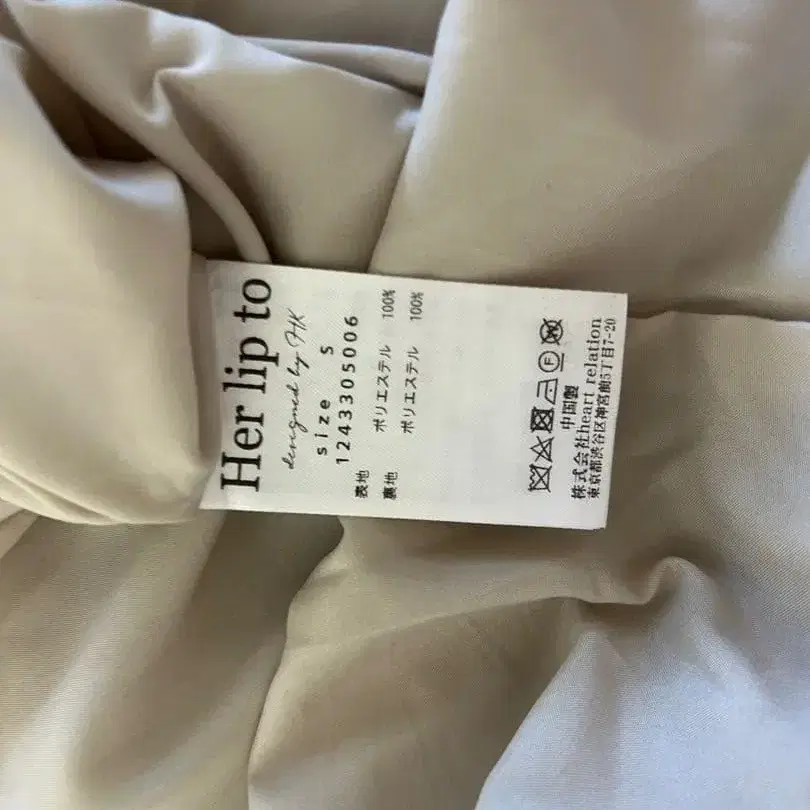 Her lip to
designed by HK
size S
1243305006
表地 ポリエステル 100%
裏地 ポリエステル 100%
中国製
株式会社heart relation
東京都渋谷区神宮前5丁目7-20